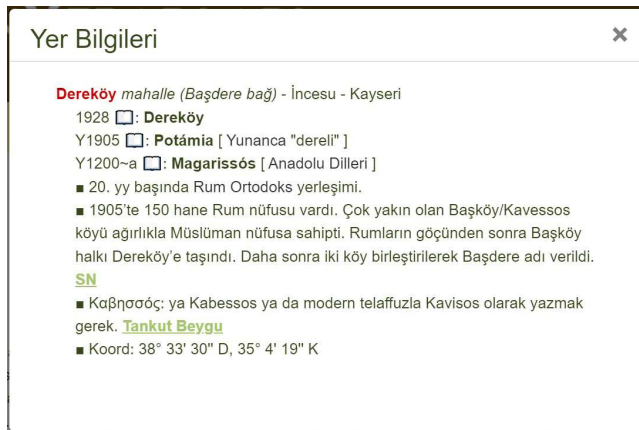 Yer Bilgileri
Dereköy mahalle (Başdere bağ) - İncesu - Kayseri
1928 : Dereköy
Y1905 : Potámia [ Yunanca "dereli" ]
Y1200~a : Magarissós [ Anadolu Dilleri ]
■ 20. yy başında Rum Ortodoks yerleşimi.
■ 1905'te 150 hane Rum nüfusu vardı. Çok yakın olan Başköy/Kavessos
köyü ağırlıkla Müslüman nüfusa sahipti. Rumların göçünden sonra Başköy
halkı Dereköy'e taşındı. Daha sonra iki köy birleştirilerek Başdere adı verildi.
SN
■ Καβησσός: ya Kabessos ya da modern telaffuzla Kavisos olarak yazmak
gerek. Tankut Beygu
■ Koord: 38° 33' 30" D, 35° 4' 19" K